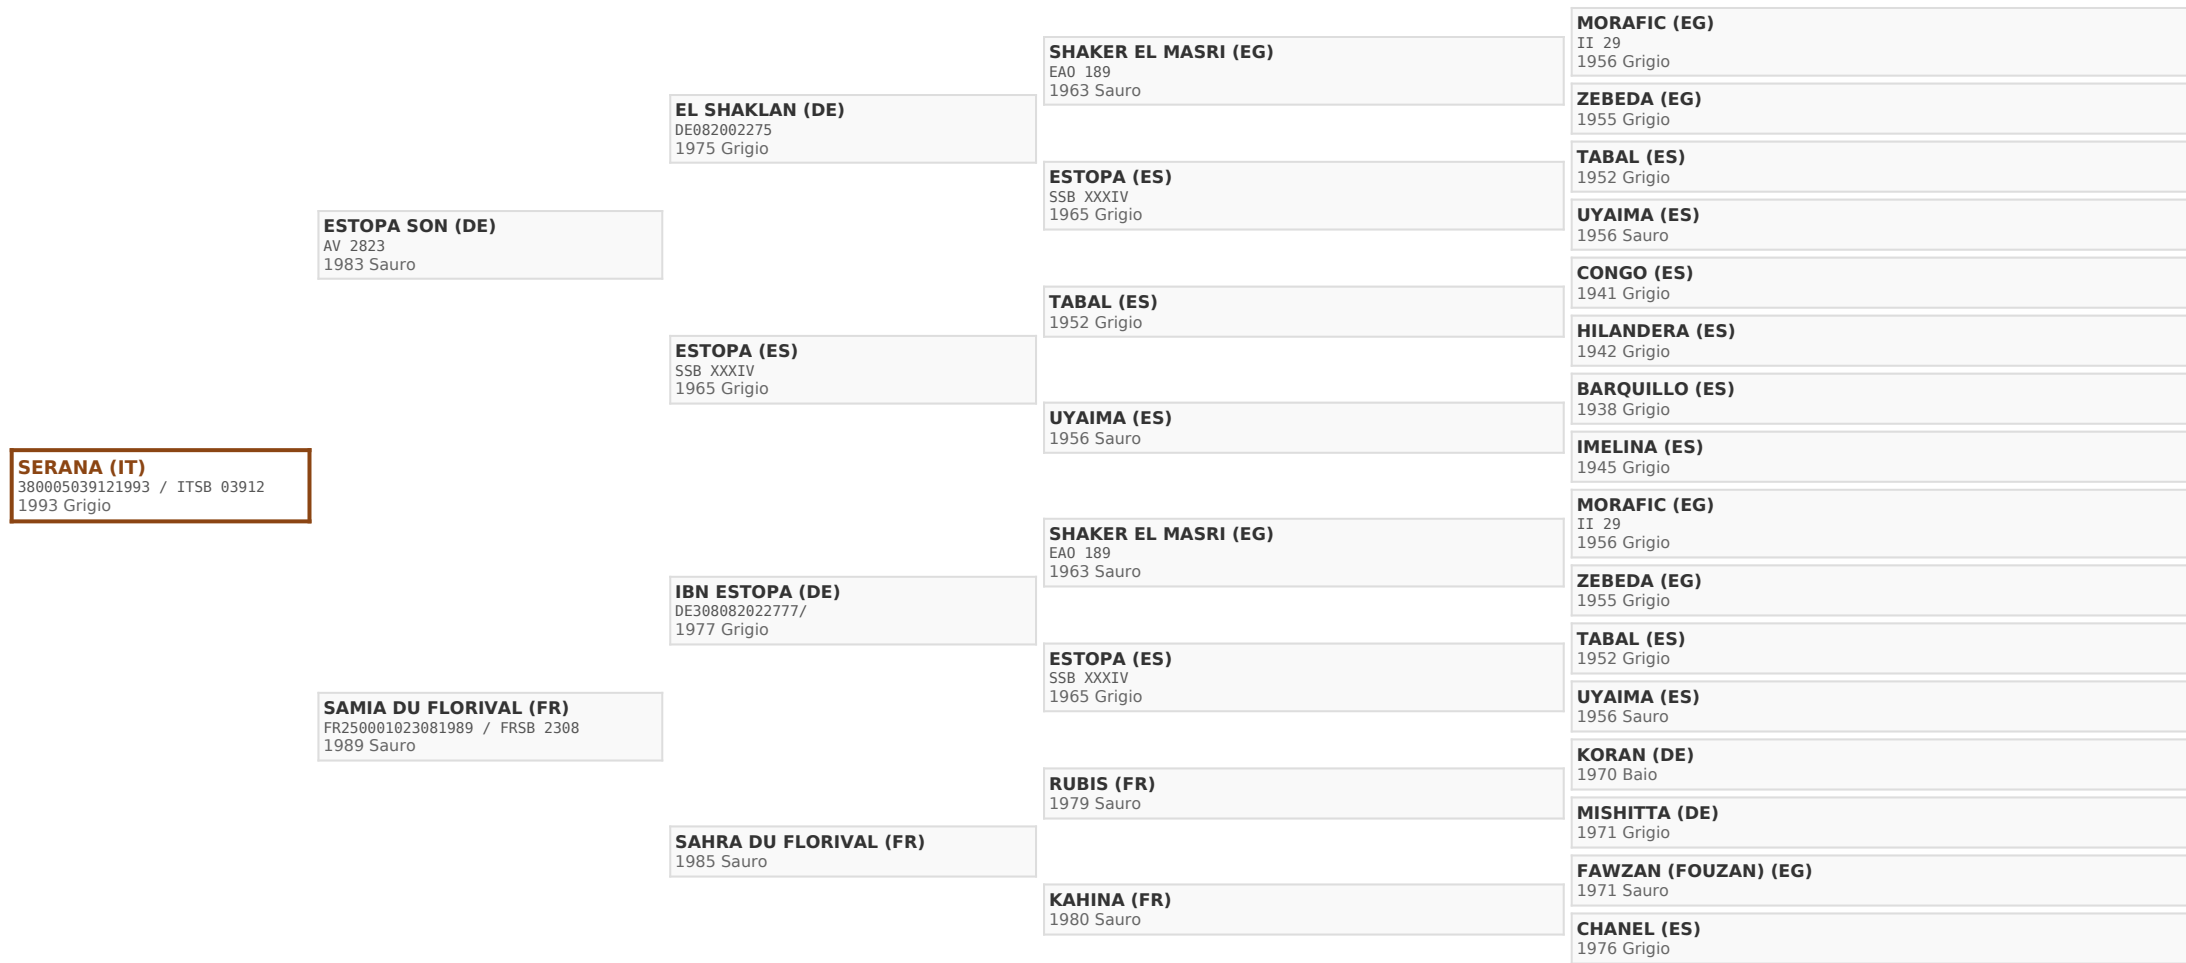 SERANA (IT)
380005039121993 / ITSB 03912
1993 Grigio
ESTOPA SON (DE)
AV 2823
1983 Sauro
SAMIA DU FLORIVAL (FR)
FR250001023081989 / FRSB 2308
1989 Sauro
EL SHAKLAN (DE)
DE082002275
1975 Grigio
ESTOPA (ES)
SSB XXXIV
1965 Grigio
IBN ESTOPA (DE)
DE308082022777/
1977 Grigio
SAHRA DU FLORIVAL (FR)
1985 Sauro
SHAKER EL MASRI (EG)
EAO 189
1963 Sauro
ESTOPA (ES)
SSB XXXIV
1965 Grigio
TABAL (ES)
1952 Grigio
UYAIMA (ES)
1956 Sauro
SHAKER EL MASRI (EG)
EAO 189
1963 Sauro
ESTOPA (ES)
SSB XXXIV
1965 Grigio
RUBIS (FR)
1979 Sauro
KAHINA (FR)
1980 Sauro
MORAFIC (EG)
II 29
1956 Grigio
ZEBEDA (EG)
1955 Grigio
TABAL (ES)
1952 Grigio
UYAIMA (ES)
1956 Sauro
CONGO (ES)
1941 Grigio
HILANDERA (ES)
1942 Grigio
BARQUILLO (ES)
1938 Grigio
IMELINA (ES)
1945 Grigio
MORAFIC (EG)
II 29
1956 Grigio
ZEBEDA (EG)
1955 Grigio
TABAL (ES)
1952 Grigio
UYAIMA (ES)
1956 Sauro
KORAN (DE)
1970 Baio
MISHITTA (DE)
1971 Grigio
FAWZAN (FOUZAN) (EG)
1971 Sauro
CHANEL (ES)
1976 Grigio